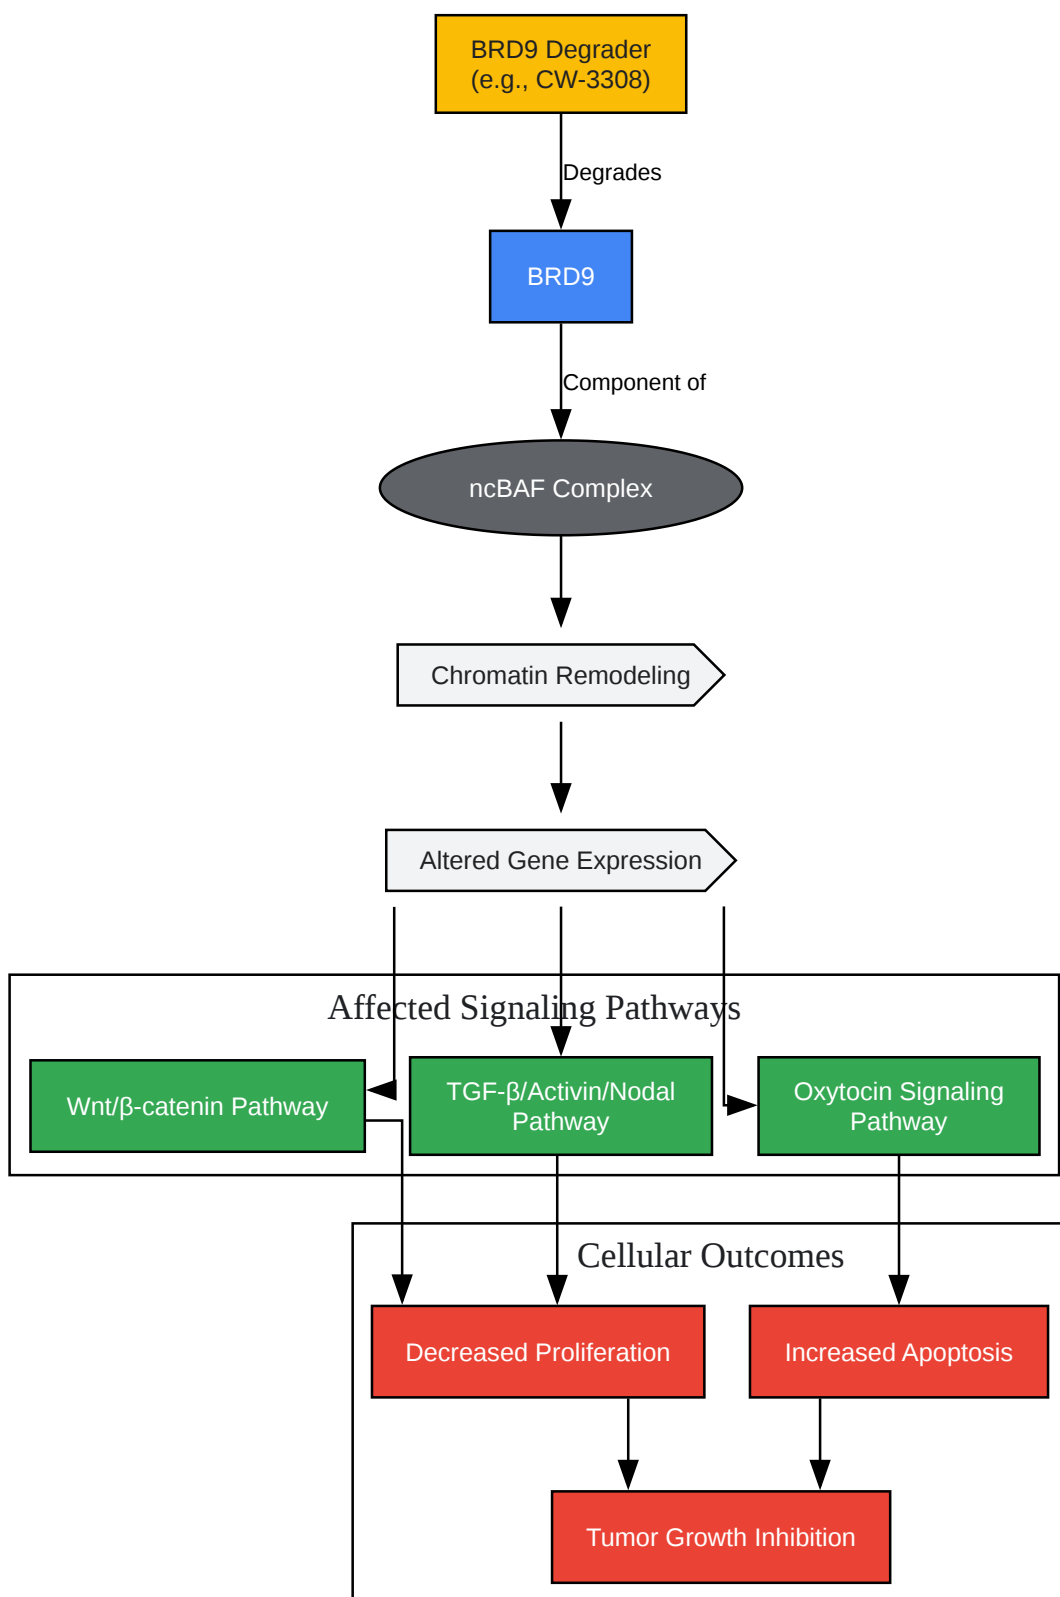 BRD9 Degrader
(e.g., CW-3308)
Degrades
BRD9
Component of
ncBAF Complex
Chromatin Remodeling
Altered Gene Expression
Affected Signaling Pathways
Wnt/β-catenin Pathway
TGF-β/Activin/Nodal
Pathway
Oxytocin Signaling
Pathway
Cellular Outcomes
Decreased Proliferation
Increased Apoptosis
Tumor Growth Inhibition